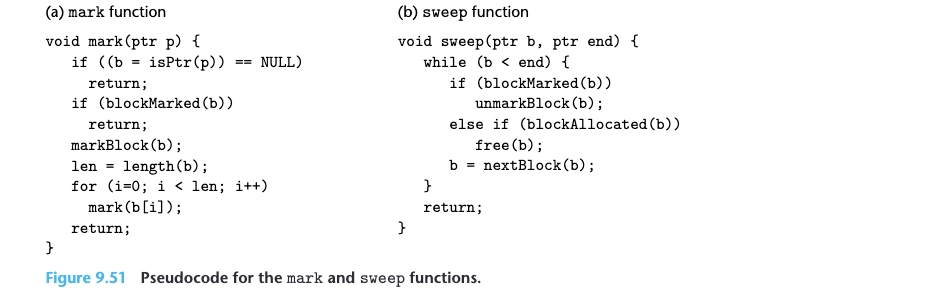 (a) mark function
void mark(ptr p) {
    if ((b = isPtr(p)) == NULL)
      return;
    if (blockMarked(b))
      return;
    markBlock(b);
    len = length(b);
    for (i=0; i < len; i++)
      mark(b[i]);
    return;
}
(b) sweep function
void sweep(ptr b, ptr end) {
    while (b < end) {
       if (blockMarked(b))
          unmarkBlock(b);
       else if (blockAllocated(b))
          free(b);
       b = nextBlock(b);
    }
    return;
}
Figure 9.51 Pseudocode for the mark and sweep functions.